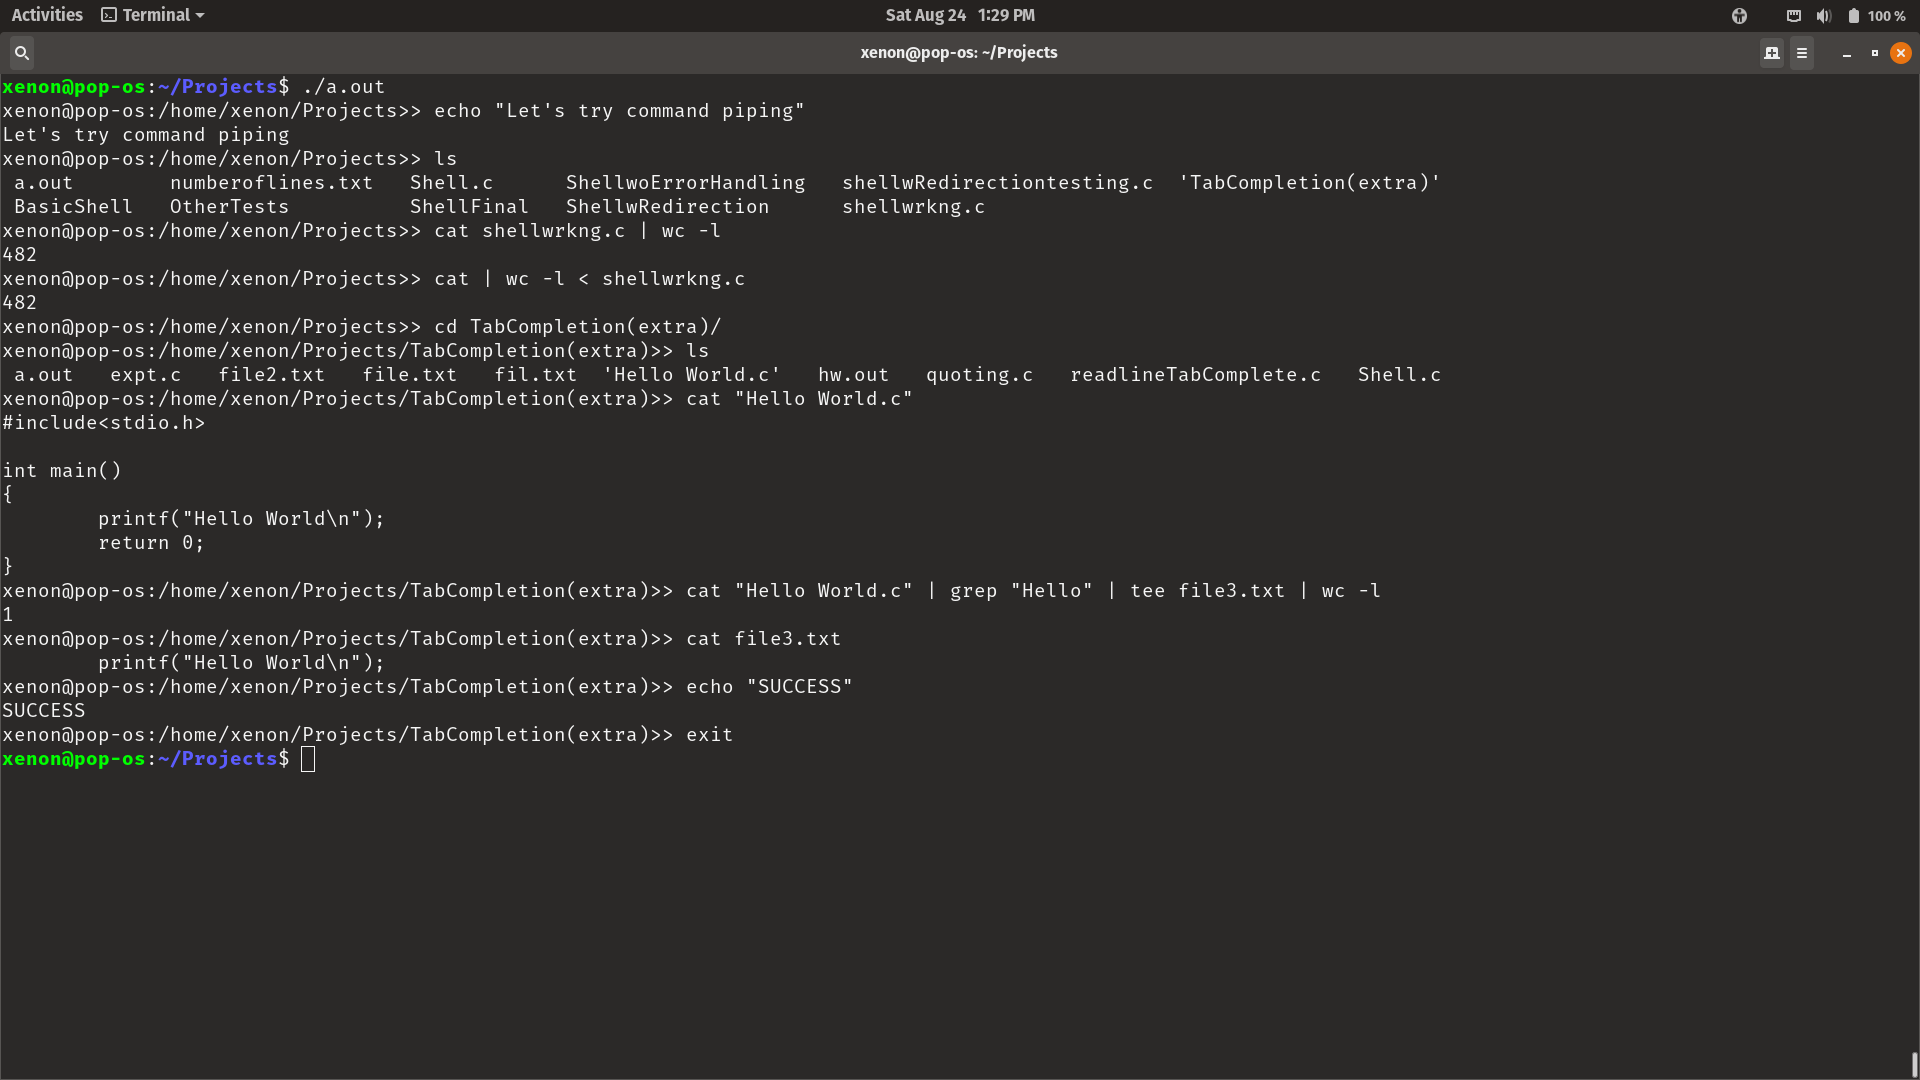 Activities Terminal Sat Aug 24 1:29 PM 100 %
xenon@pop-os: ~/Projects
xenon@pop-os:~/Projects$ ./a.out
xenon@pop-os:/home/xenon/Projects>> echo "Let's try command piping"
Let's try command piping
xenon@pop-os:/home/xenon/Projects>> ls
 a.out        numberoflines.txt   Shell.c      ShellwoErrorHandling   shellwRedirectiontesting.c  'TabCompletion(extra)'
 BasicShell   OtherTests          ShellFinal   ShellwRedirection      shellwrkng.c
xenon@pop-os:/home/xenon/Projects>> cat shellwrkng.c | wc -l
482
xenon@pop-os:/home/xenon/Projects>> cat | wc -l < shellwrkng.c
482
xenon@pop-os:/home/xenon/Projects>> cd TabCompletion(extra)/
xenon@pop-os:/home/xenon/Projects/TabCompletion(extra)>> ls
 a.out   expt.c   file2.txt   file.txt   fil.txt  'Hello World.c'   hw.out   quoting.c   readlineTabComplete.c   Shell.c
xenon@pop-os:/home/xenon/Projects/TabCompletion(extra)>> cat "Hello World.c"
#include<stdio.h>

int main()
{
        printf("Hello World\n");
        return 0;
}
xenon@pop-os:/home/xenon/Projects/TabCompletion(extra)>> cat "Hello World.c" | grep "Hello" | tee file3.txt | wc -l
1
xenon@pop-os:/home/xenon/Projects/TabCompletion(extra)>> cat file3.txt
        printf("Hello World\n");
xenon@pop-os:/home/xenon/Projects/TabCompletion(extra)>> echo "SUCCESS"
SUCCESS
xenon@pop-os:/home/xenon/Projects/TabCompletion(extra)>> exit
xenon@pop-os:~/Projects$